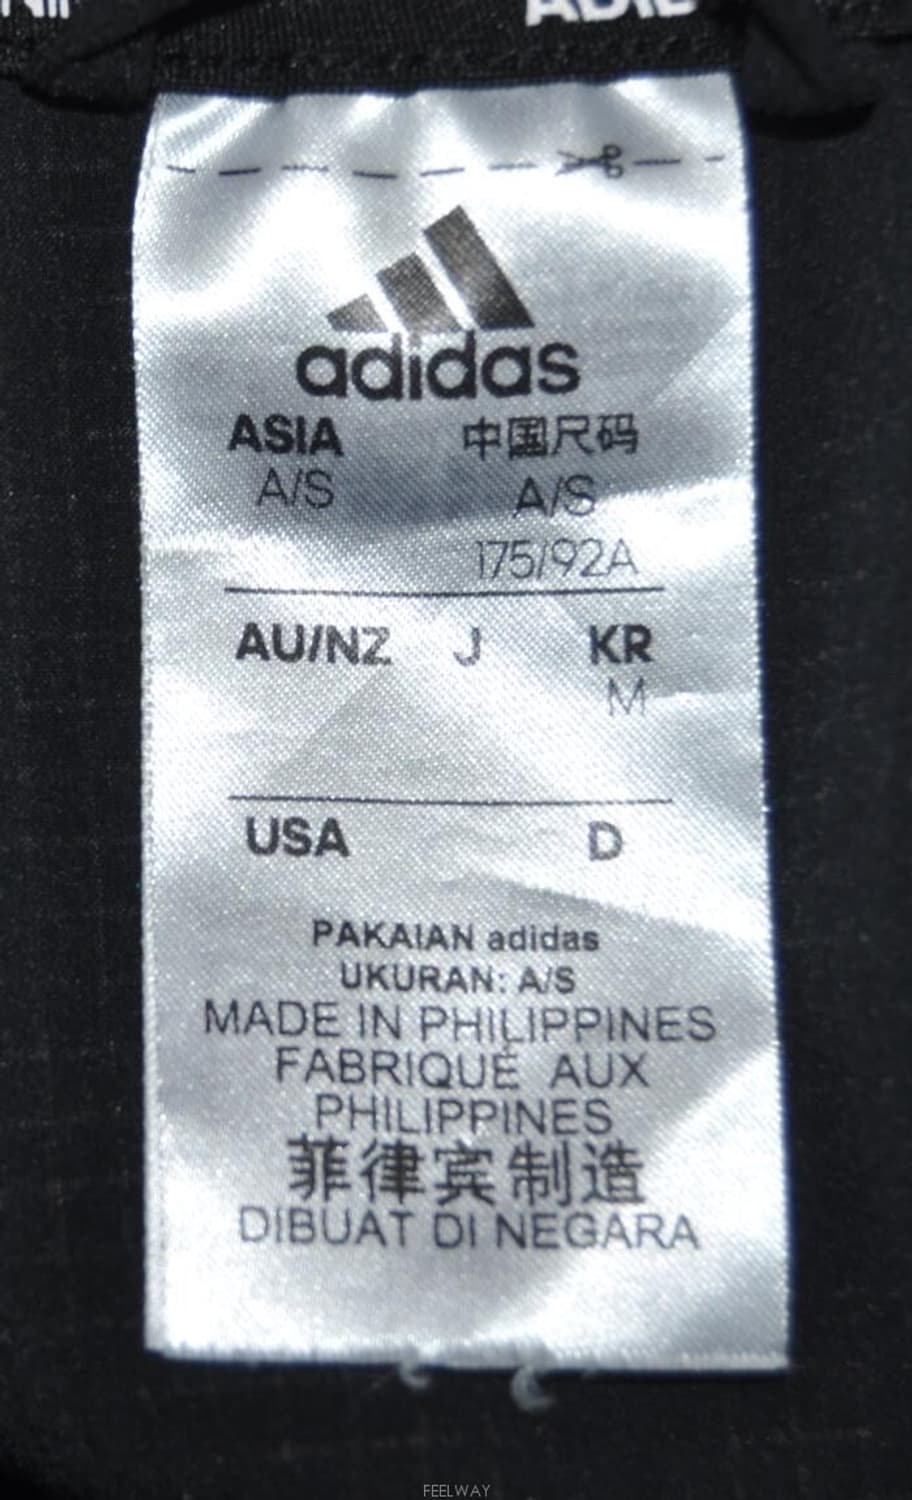 adidas
ASIA 中国尺码
A/S A/S
175/92A
AU/NZ J KR
M
USA D
PAKAIAN adidas
UKURAN: A/S
MADE IN PHILIPPINES
FABRIQUÉ AUX
PHILIPPINES
菲律宾制造
DIBUAT DI NEGARA
FEELWAY